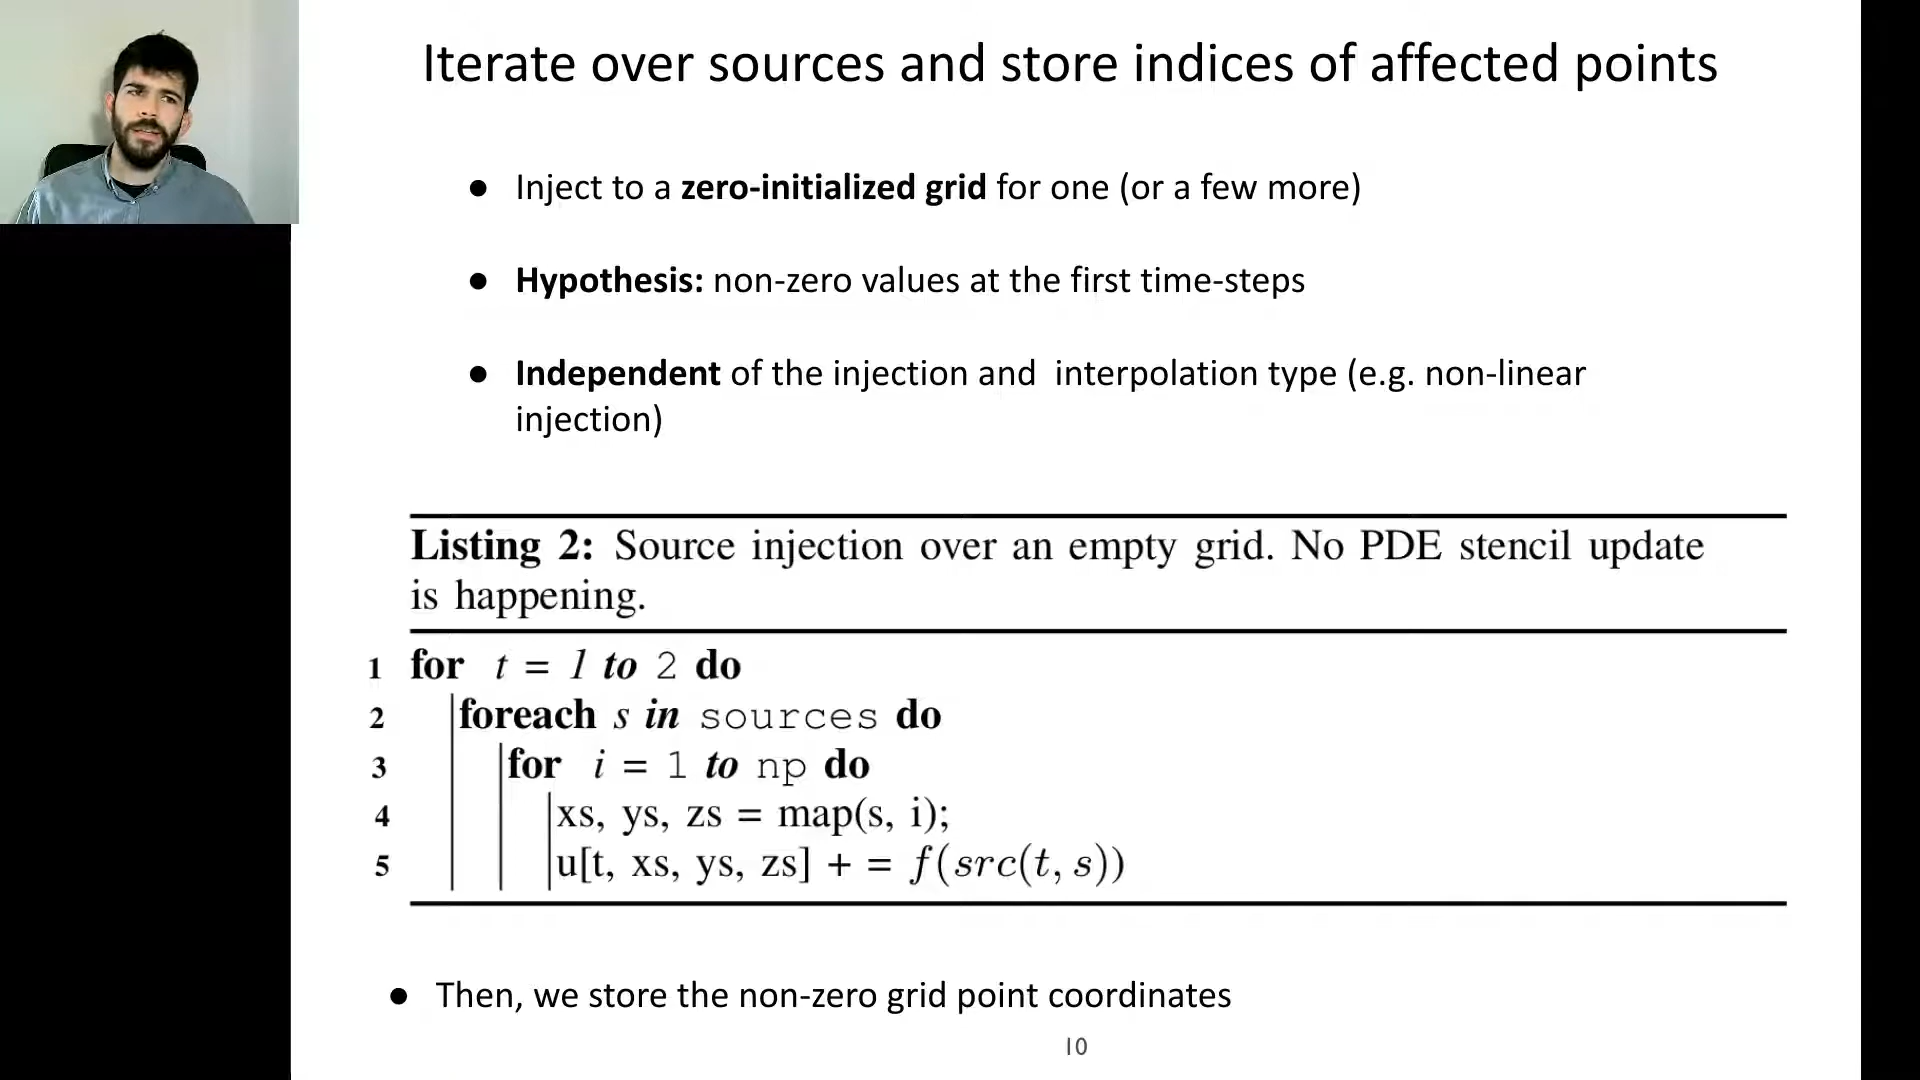 Iterate over sources and store indices of affected points
● Inject to a zero-initialized grid for one (or a few more)
● Hypothesis: non-zero values at the first time-steps
● Independent of the injection and interpolation type (e.g. non-linear
injection)
Listing 2: Source injection over an empty grid. No PDE stencil update
is happening.
1 for t = 1 to 2 do
2 foreach s in sources do
3 for i = 1 to np do
4 xs, ys, zs = map(s, i);
5 u[t, xs, ys, zs] + = f(src(t, s))
● Then, we store the non-zero grid point coordinates
10